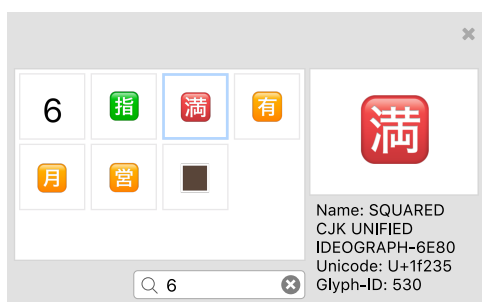 6 指 満 有
満
月 営
Name: SQUARED
CJK UNIFIED
IDEOGRAPH-6E80
Unicode: U+1f235
Glyph-ID: 530
6